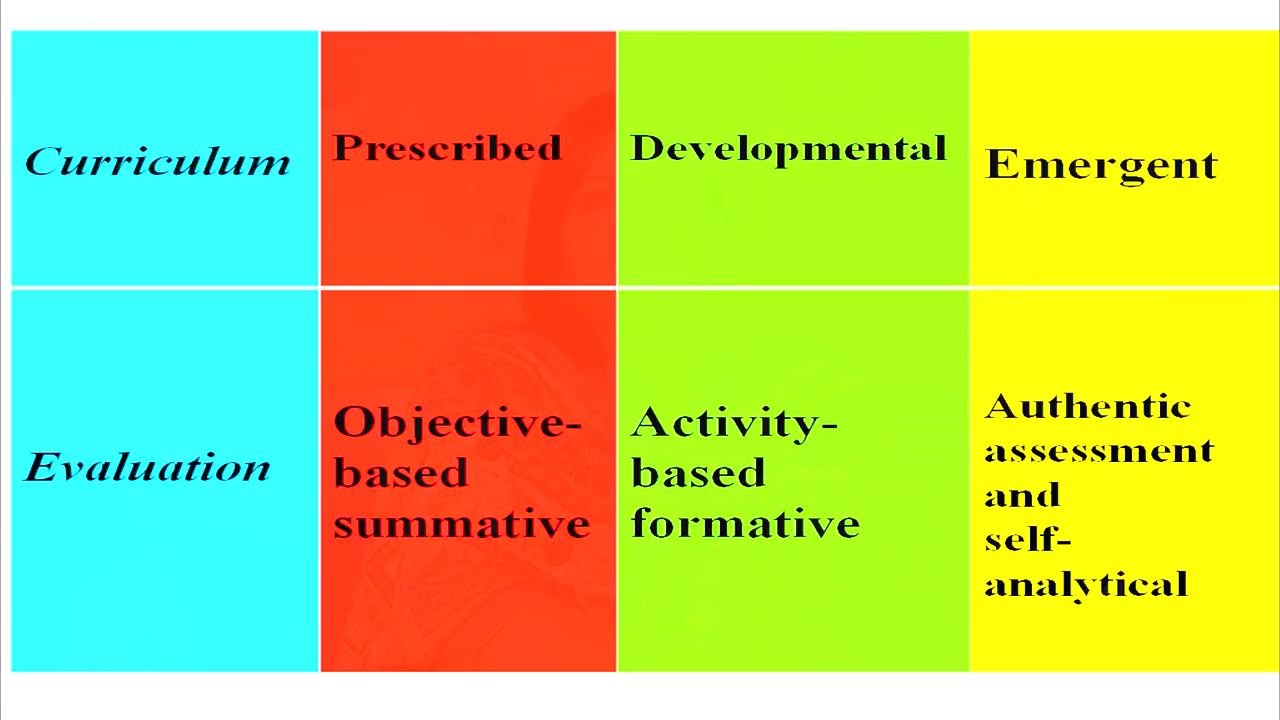 Curriculum
Prescribed
Developmental
Emergent
Evaluation
Objective-
based
summative
Activity-
based
formative
Authentic
assessment
and
self-
analytical